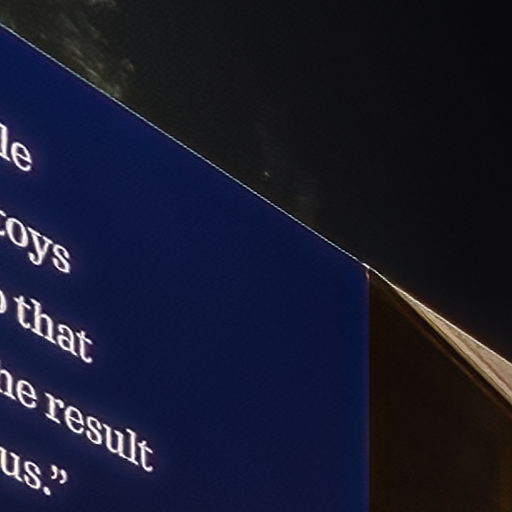 le
toys
that
he result
us.”